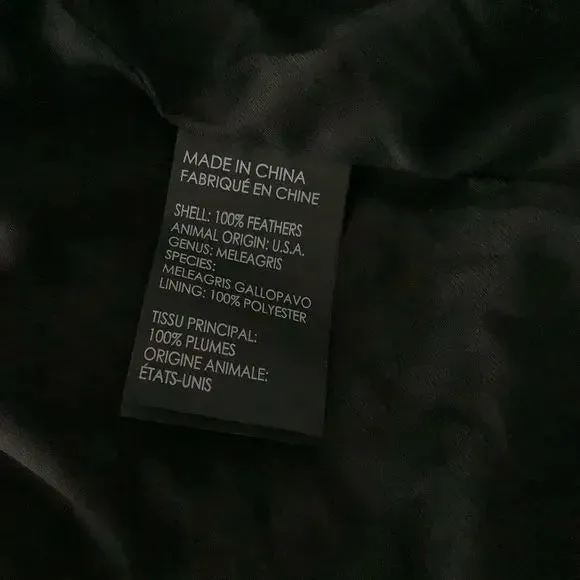 MADE IN CHINA
FABRIQUÉ EN CHINE
SHELL: 100% FEATHERS
ANIMAL ORIGIN: U.S.A.
GENUS: MELEAGRIS
SPECIES:
MELEAGRIS GALLOPAVO
LINING: 100% POLYESTER
TISSU PRINCIPAL:
100% PLUMES
ORIGINE ANIMALE:
ÉTATS-UNIS